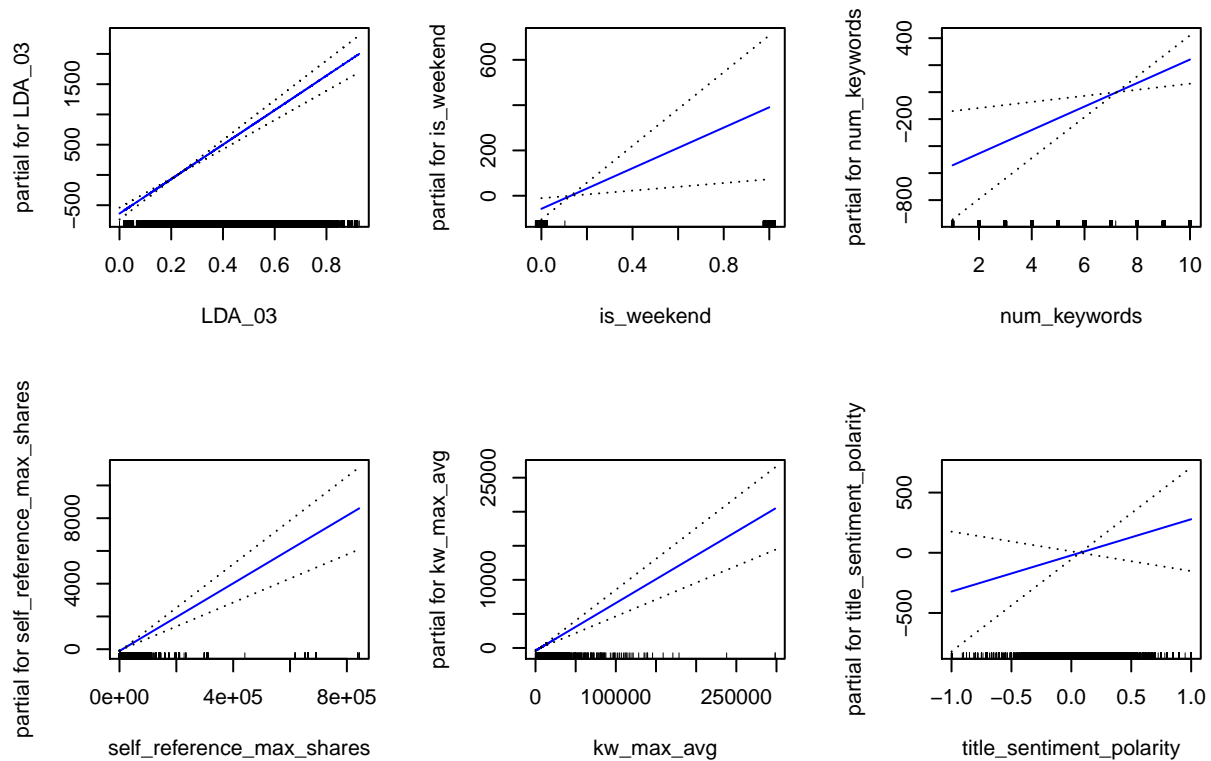 partial for LDA_03
−500
500
1500
0.0
0.4
0.8
LDA_03
partial for is_weekend
0
200
600
0.0
0.4
0.8
is_weekend
partial for num_keywords
−800
−200
400
2
4
6
8
10
num_keywords
partial for self_reference_max_shares
0
4000
8000
0e+00
4e+05
8e+05
self_reference_max_shares
partial for kw_max_avg
0
10000
25000
0
100000
250000
kw_max_avg
partial for title_sentiment_polarity
−500
0
500
−1.0
−0.5
0.0
0.5
1.0
title_sentiment_polarity